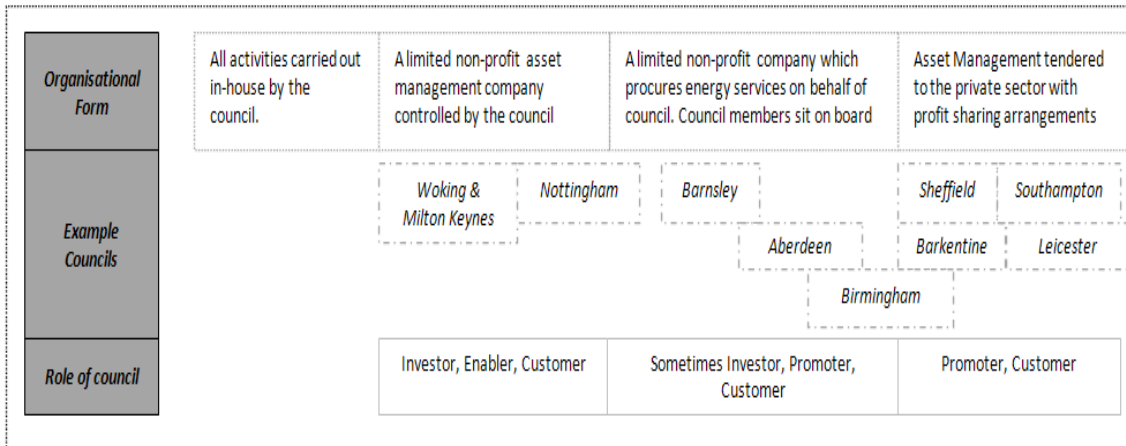 Organisational
Form
All activities carried out
in-house by the
council.
A limited non-profit asset
management company
controlled by the council
A limited non-profit company which
procures energy services on behalf of
council. Council members sit on board
Asset Management tendered
to the private sector with
profit sharing arrangements
Example
Councils
Woking &
Milton Keynes
Nottingham
Barnsley
Sheffield
Southampton
Aberdeen
Barkentine
Leicester
Birmingham
Role of council
Investor, Enabler, Customer
Sometimes Investor, Promoter,
Customer
Promoter, Customer